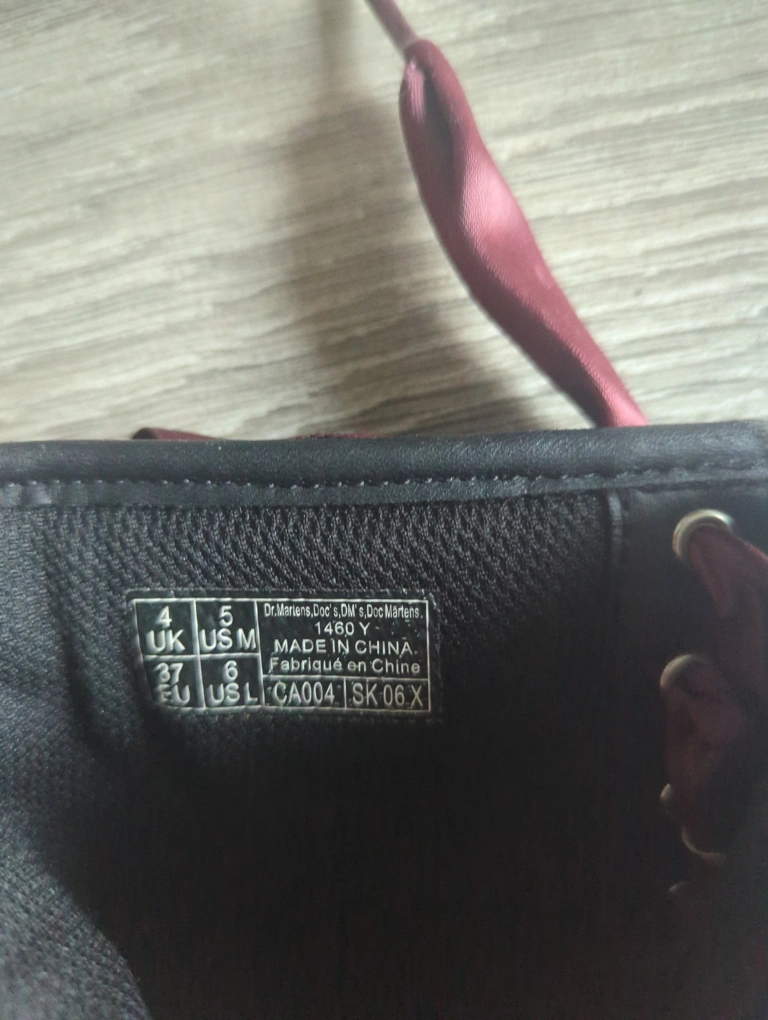 4
UK
5
US M
37
EU
6
US L
Dr.Martens,Doc's,DM's,Doc Martens.
1460 Y
MADE IN CHINA.
Fabriqué en Chine
CA004 SK 06 X